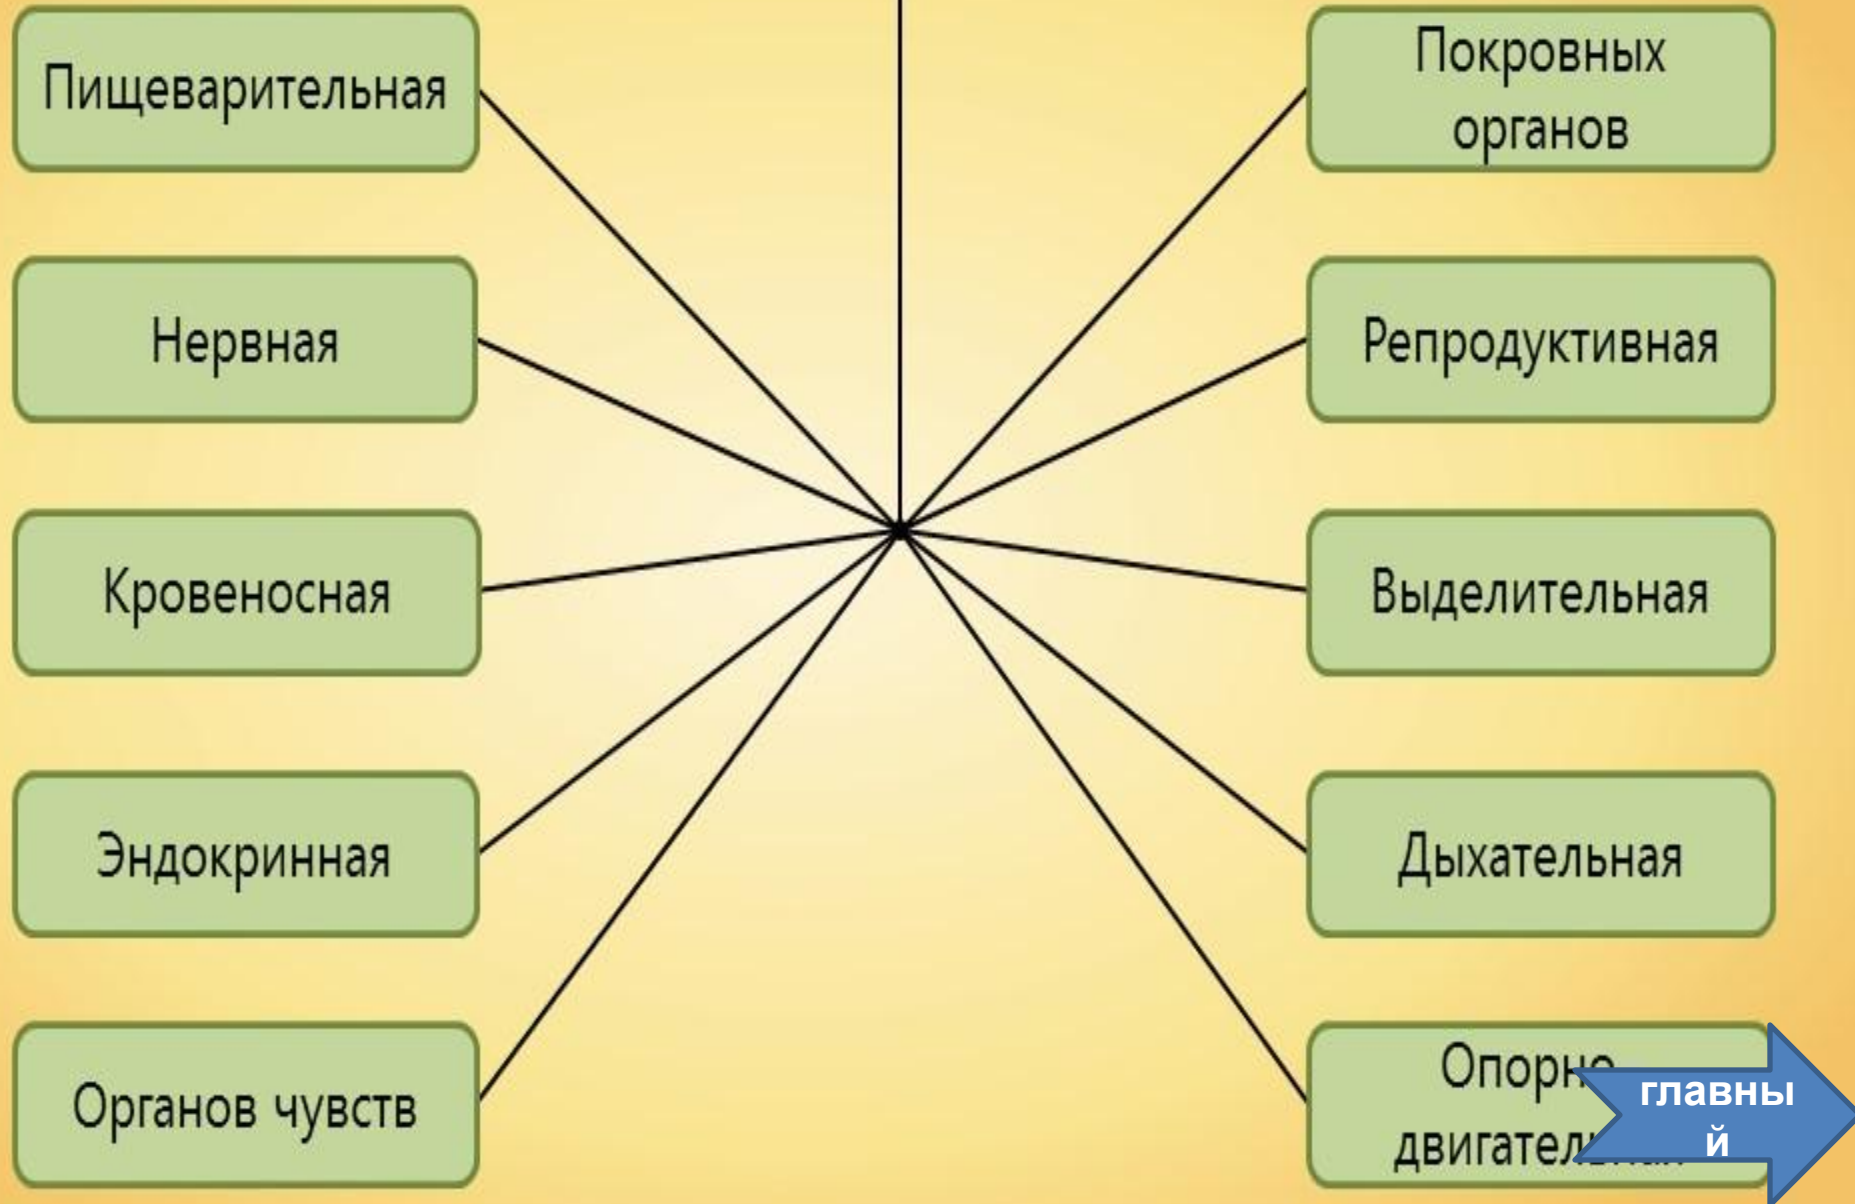 Пищеварительная
Нервная
Кровеносная
Эндокринная
Органов чувств
Покровных
органов
Репродуктивная
Выделительная
Дыхательная
главны
й